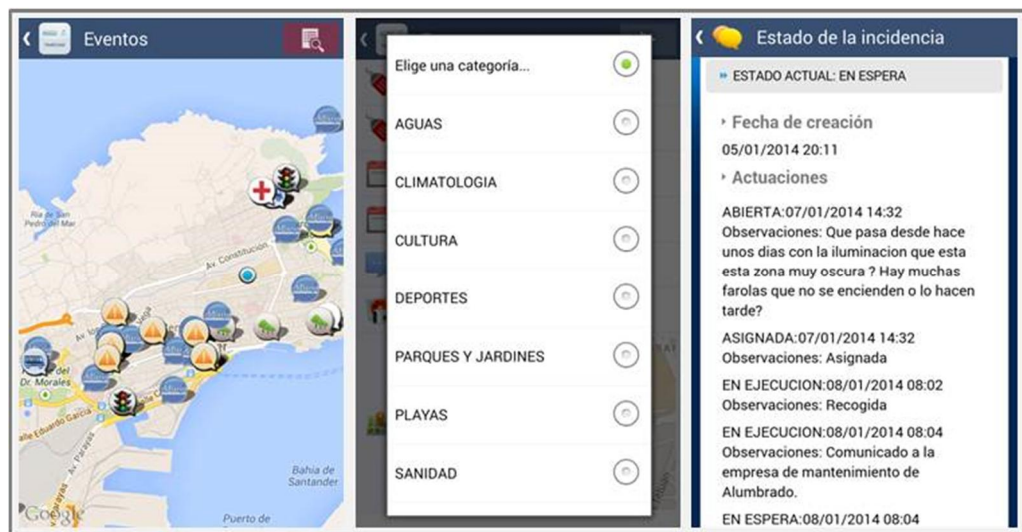 Eventos
Ria de San
Pedro del Mar
Av. Constitución
Dr. Morales
Bahia de
Santander
Puerto de
Google
Elige una categoría...
AGUAS
CLIMATOLOGIA
CULTURA
DEPORTES
PARQUES Y JARDINES
PLAYAS
SANIDAD
Estado de la incidencia
ESTADO ACTUAL: EN ESPERA
Fecha de creación
05/01/2014 20:11
Actuaciones
ABIERTA:07/01/2014 14:32
Observaciones: Que pasa desde hace
unos dias con la iluminacion que esta
esta zona muy oscura ? Hay muchas
farolas que no se encienden o lo hacen
tarde?
ASIGNADA:07/01/2014 14:32
Observaciones: Asignada
EN EJECUCION:08/01/2014 08:02
Observaciones: Recogida
EN EJECUCION:08/01/2014 08:04
Observaciones: Comunicado a la
empresa de mantenimiento de
Alumbrado.
EN ESPERA:08/01/2014 08:04